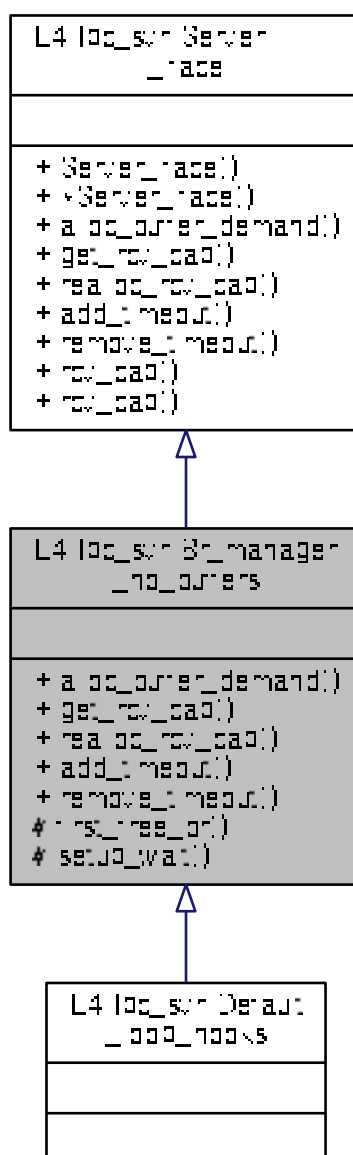 L4::Ipc_svr::Server
_iface
+ Server_iface()
+ ~Server_iface()
+ alloc_buffer_demand()
+ get_rcv_cap()
+ realloc_rcv_cap()
+ add_timeout()
+ remove_timeout()
+ rcv_cap()
+ rcv_cap()
L4::Ipc_svr::Br_manager
_no_buffers
+ alloc_buffer_demand()
+ get_rcv_cap()
+ realloc_rcv_cap()
+ add_timeout()
+ remove_timeout()
# first_free_br()
# setup_wait()
L4::Ipc_svr::Default
_loop_hooks